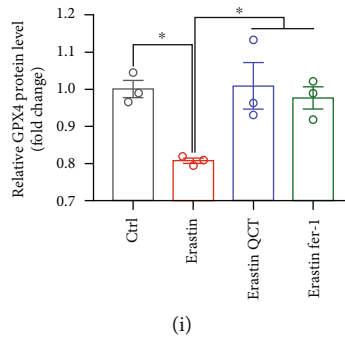 Relative GPX4 protein level
(fold change)
1.2
1.1
1.0
0.9
0.8
0.7
*
*
Ctrl
Erastin
Erastin QCT
Erastin fer-1
(i)